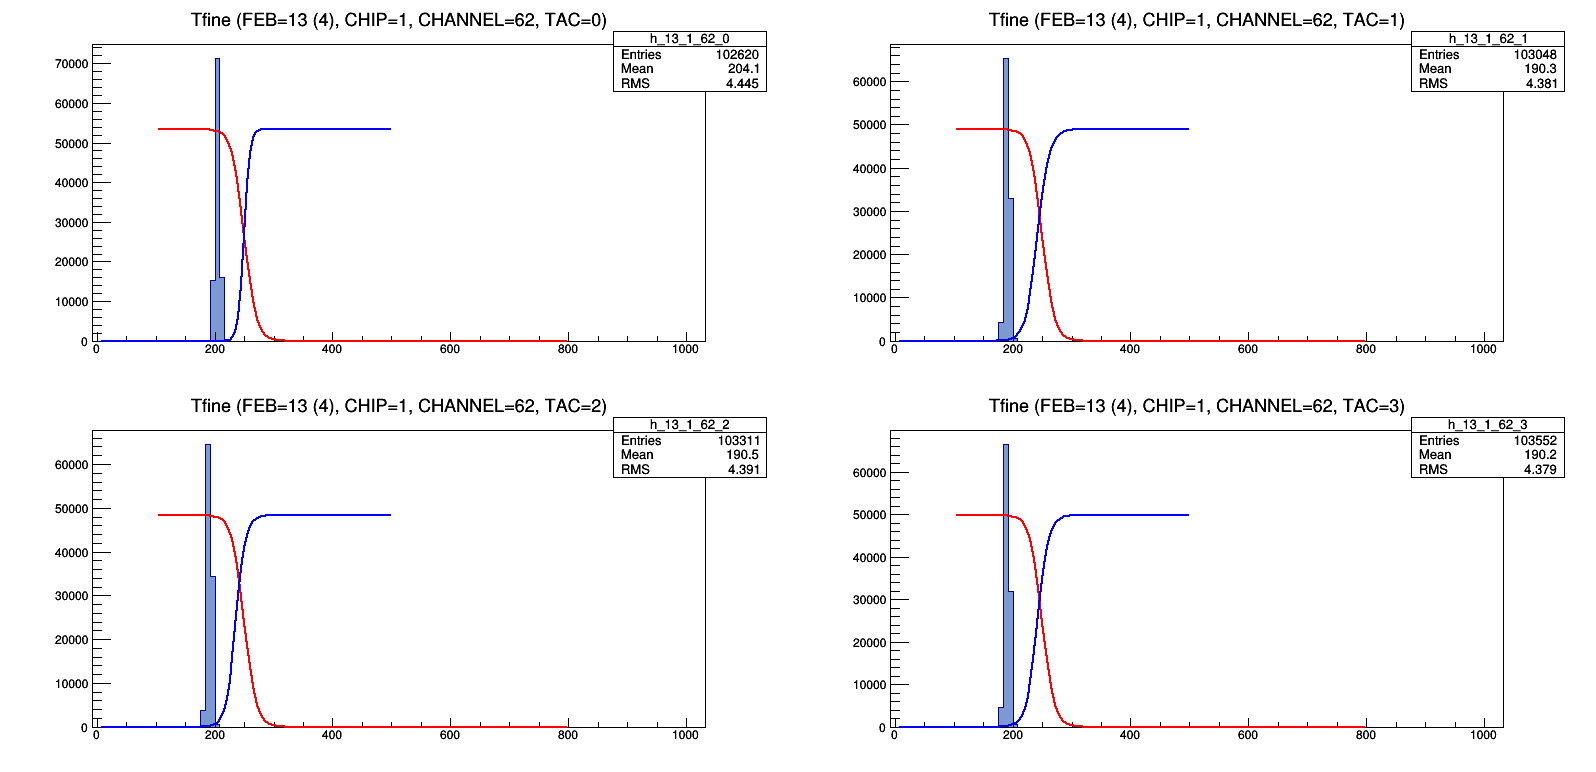 Tfine (FEB=13 (4), CHIP=1, CHANNEL=62, TAC=0)
h_13_1_62_0
Entries 102620
Mean 204.1
RMS 4.445
70000
60000
50000
40000
30000
20000
10000
0
0 200 400 600 800 1000
Tfine (FEB=13 (4), CHIP=1, CHANNEL=62, TAC=1)
h_13_1_62_1
Entries 103048
Mean 190.3
RMS 4.381
60000
50000
40000
30000
20000
10000
0
0 200 400 600 800 1000
Tfine (FEB=13 (4), CHIP=1, CHANNEL=62, TAC=2)
h_13_1_62_2
Entries 103311
Mean 190.5
RMS 4.391
60000
50000
40000
30000
20000
10000
0
0 200 400 600 800 1000
Tfine (FEB=13 (4), CHIP=1, CHANNEL=62, TAC=3)
h_13_1_62_3
Entries 103552
Mean 190.2
RMS 4.379
60000
50000
40000
30000
20000
10000
0
0 200 400 600 800 1000